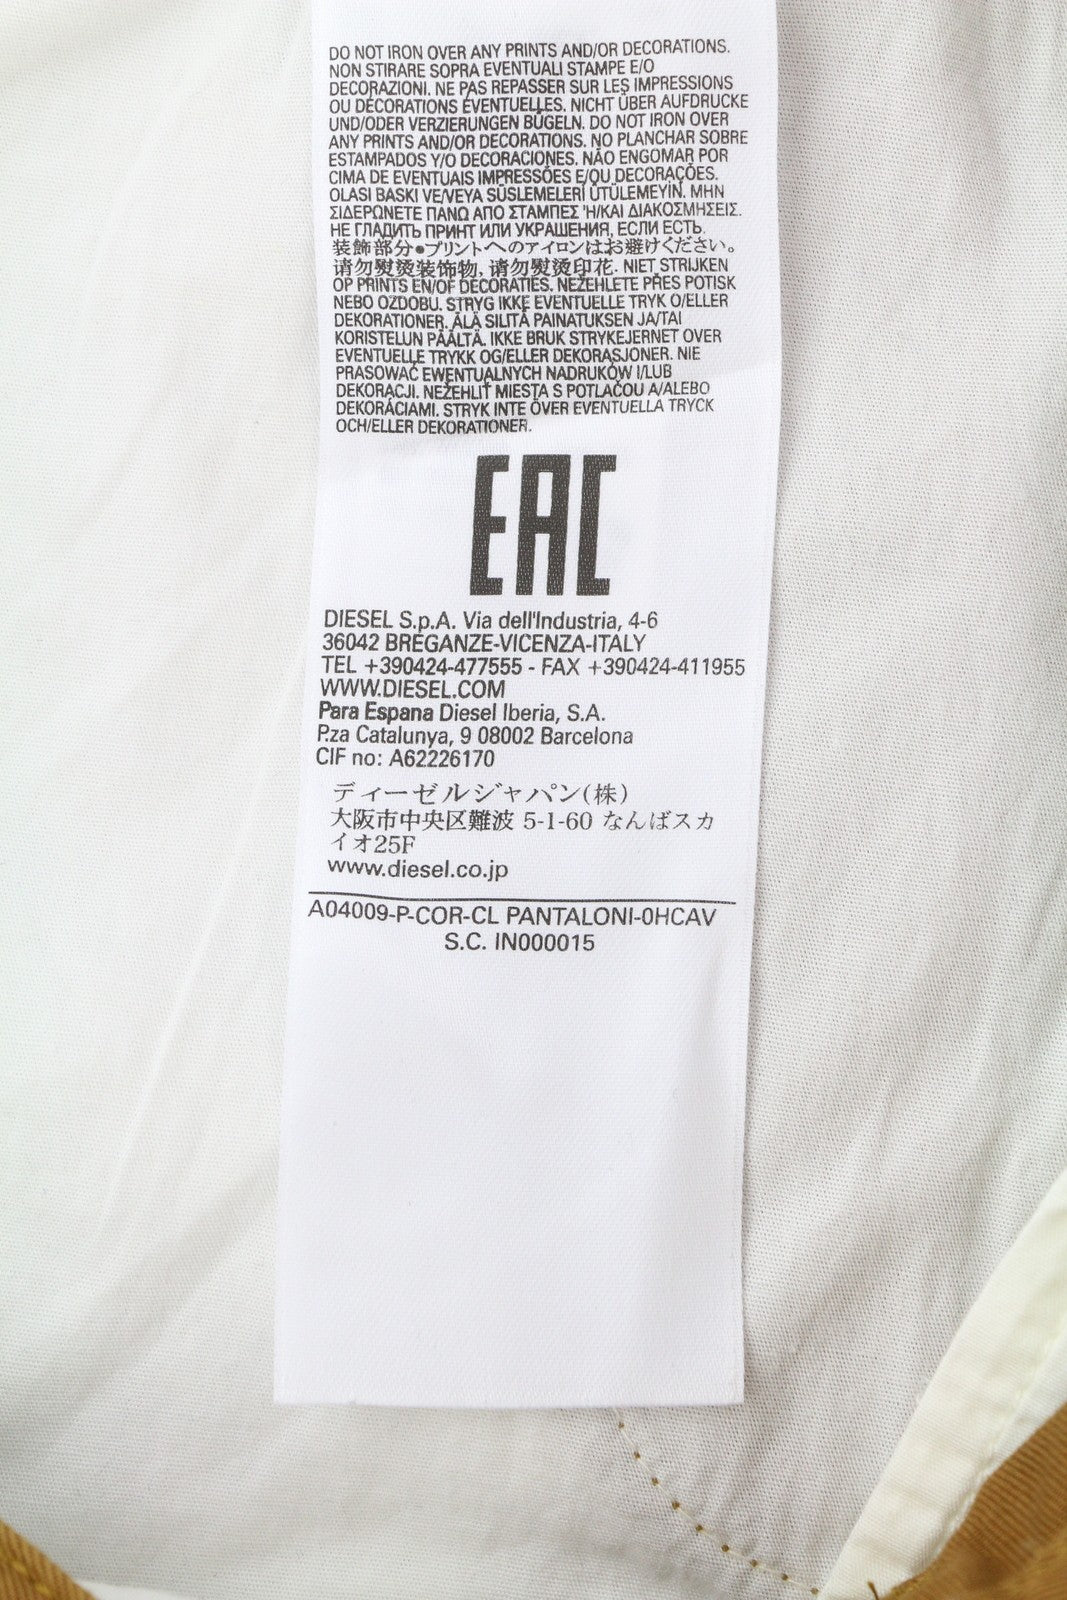 DO NOT IRON OVER ANY PRINTS AND/OR DECORATIONS.
NON STIRARE SOPRA EVENTUALI STAMPE E/O
DECORAZIONI. NE PAS REPASSER SUR LES IMPRESSIONS
OU DÉCORATIONS ÉVENTUELLES. NICHT ÜBER AUFDRUCKE
UND/ODER VERZIERUNGEN BÜGELN. DO NOT IRON OVER
ANY PRINTS AND/OR DECORATIONS. NO PLANCHAR SOBRE
ESTAMPADOS Y/O DECORACIONES. NÃO ENGOMAR POR
CIMA DE EVENTUAIS IMPRESSÕES E/OU DECORAÇÕES.
OLASI BASKI VE/VEYA SÜSLEMELERİ ÜTÜLEMEYİN. ΜΗΝ
ΣΙΔΕΡΩΝΕΤΕ ΠΑΝΩ ΑΠΟ ΣΤΑΜΠΕΣ 'Η/ΚΑΙ ΔΙΑΚΟΣΜΗΣΕΙΣ.
НЕ ГЛАДИТЬ ПРИНТ ИЛИ УКРАШЕНИЯ, ЕСЛИ ЕСТЬ.
装飾部分●プリントへのアイロンはお避けください。
请勿熨烫装饰物, 请勿熨烫印花. NIET STRIJKEN
OP PRINTS EN/OF DECORATIES. NEŽEHLETE PŘES POTISK
NEBO OZDOBU. STRYG IKKE EVENTUELLE TRYK O/ELLER
DEKORATIONER. ÄLÄ SILITÄ PAINATUKSEN JA/TAI
KORISTELUN PÄÄLTÄ. IKKE BRUK STRYKEJERNET OVER
EVENTUELLE TRYKK OG/ELLER DEKORASJONER. NIE
PRASOWAĆ EWENTUALNYCH NADRUKÓW I/LUB
DEKORACJI. NEŽEHLIŤ MIESTA S POTLAČOU A/ALEBO
DEKORÁCIAMI. STRYK INTE ÖVER EVENTUELLA TRYCK
OCH/ELLER DEKORATIONER.
EAC
DIESEL S.p.A. Via dell'Industria, 4-6
36042 BREGANZE-VICENZA-ITALY
TEL +390424-477555 - FAX +390424-411955
WWW.DIESEL.COM
Para Espana Diesel Iberia, S.A.
P.za Catalunya, 9 08002 Barcelona
CIF no: A62226170
ディーゼルジャパン(株)
大阪市中央区難波 5-1-60 なんばスカ
イオ25F
www.diesel.co.jp
A04009-P-COR-CL PANTALONI-0HCAV
S.C. IN000015